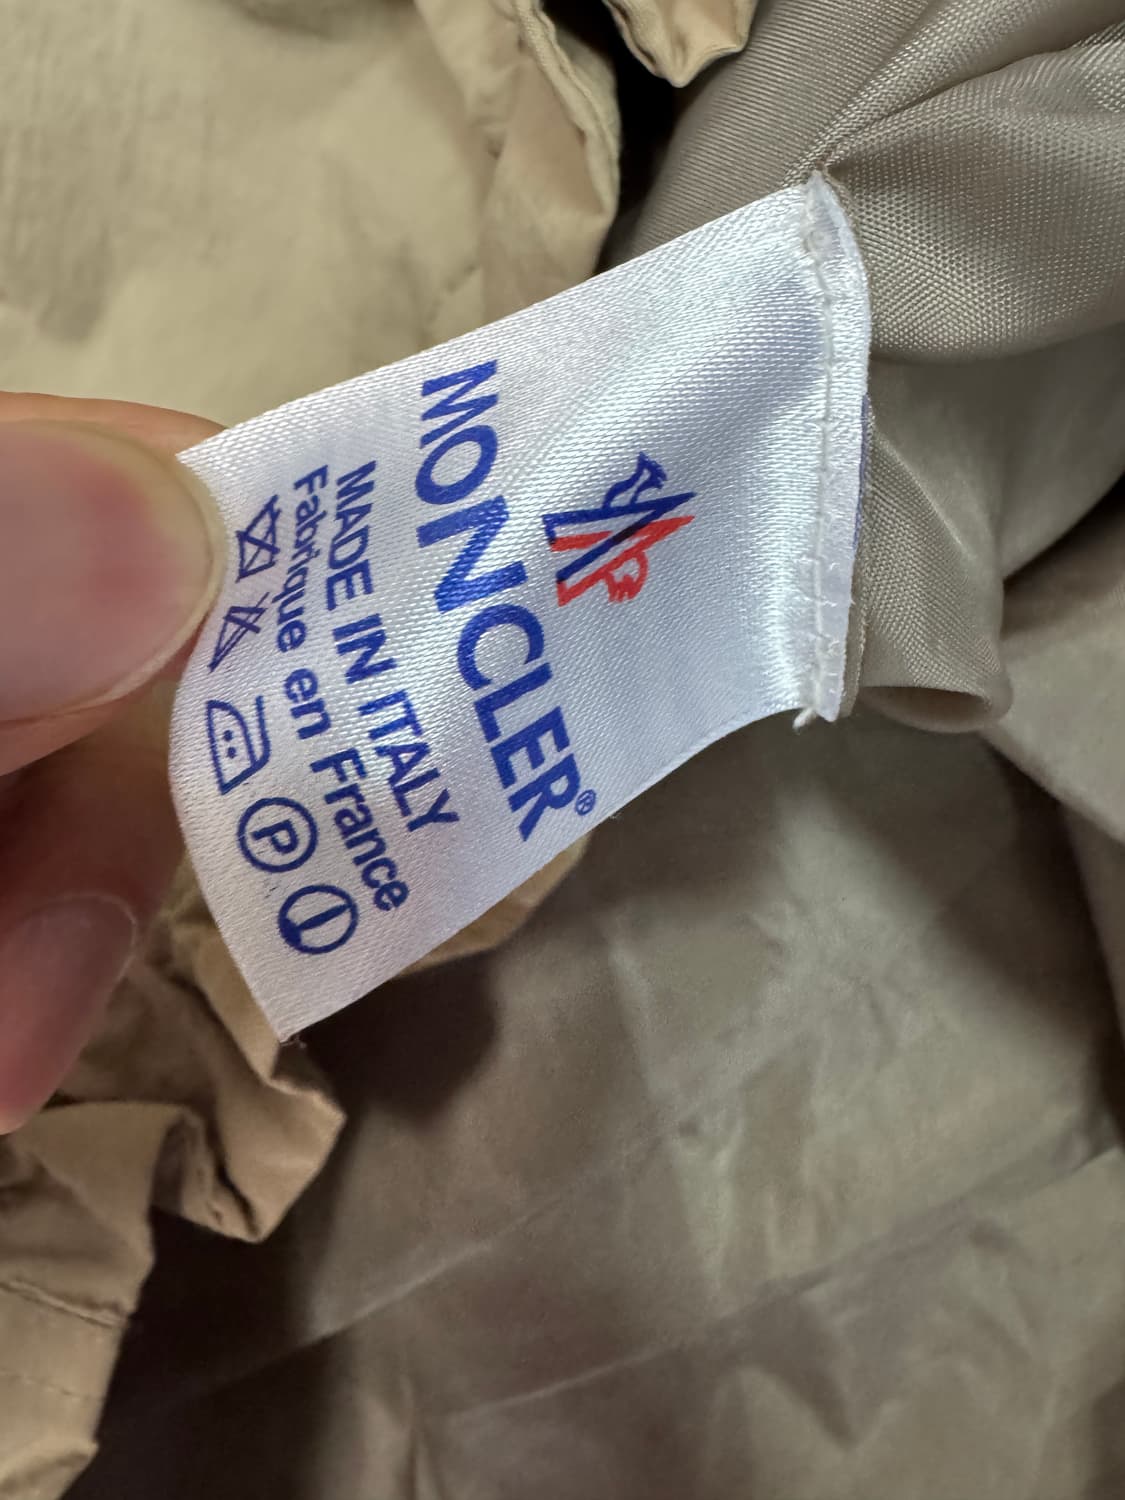 MONCLER®
MADE IN ITALY
Fabrique en France
P